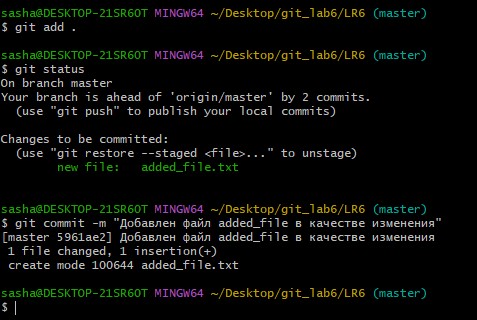 sasha@DESKTOP-21SR6OT MINGW64 ~/Desktop/git_lab6/LR6 (master)
$ git add .
sasha@DESKTOP-21SR6OT MINGW64 ~/Desktop/git_lab6/LR6 (master)
$ git status
On branch master
Your branch is ahead of 'origin/master' by 2 commits.
(use "git push" to publish your local commits)
Changes to be committed:
(use "git restore --staged <file>..." to unstage)
new file:   added_file.txt
sasha@DESKTOP-21SR6OT MINGW64 ~/Desktop/git_lab6/LR6 (master)
$ git commit -m "Добавлен файл added_file в качестве изменения"
[master 5961ae2] Добавлен файл added_file в качестве изменения
1 file changed, 1 insertion(+)
create mode 100644 added_file.txt
sasha@DESKTOP-21SR6OT MINGW64 ~/Desktop/git_lab6/LR6 (master)
$